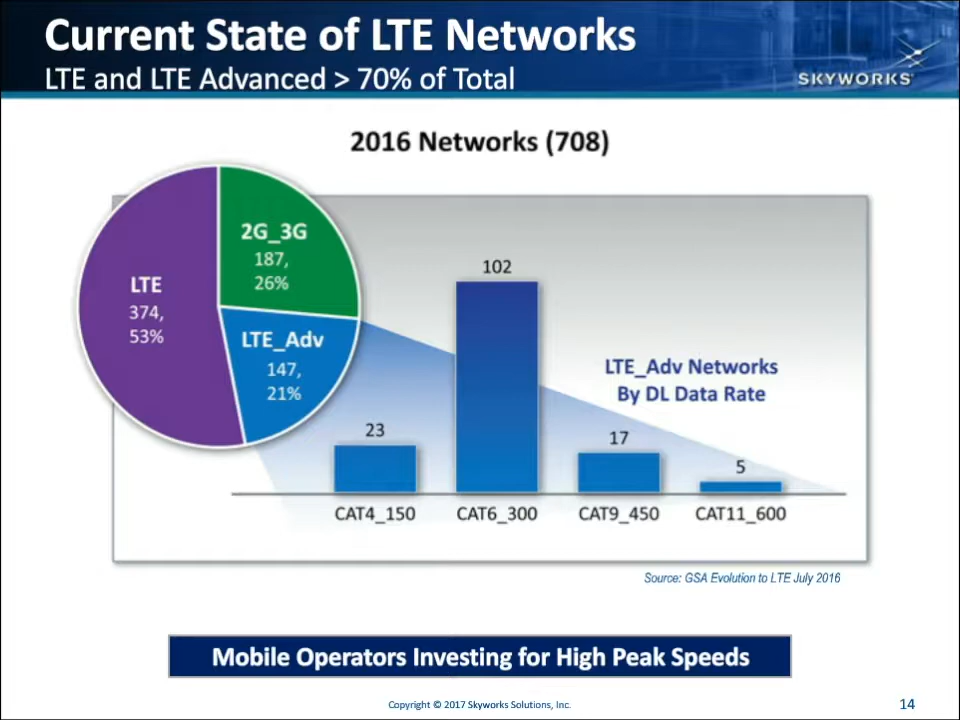 Current State of LTE Networks
LTE and LTE Advanced > 70% of Total
SKYWORKS
2016 Networks (708)
2G_3G
187,
26%
LTE
374,
53%
LTE_Adv
147,
21%
102
LTE_Adv Networks
By DL Data Rate
23
17
5
CAT4_150
CAT6_300
CAT9_450
CAT11_600
Source: GSA Evolution to LTE July 2016
Mobile Operators Investing for High Peak Speeds
Copyright © 2017 Skyworks Solutions, Inc.
14